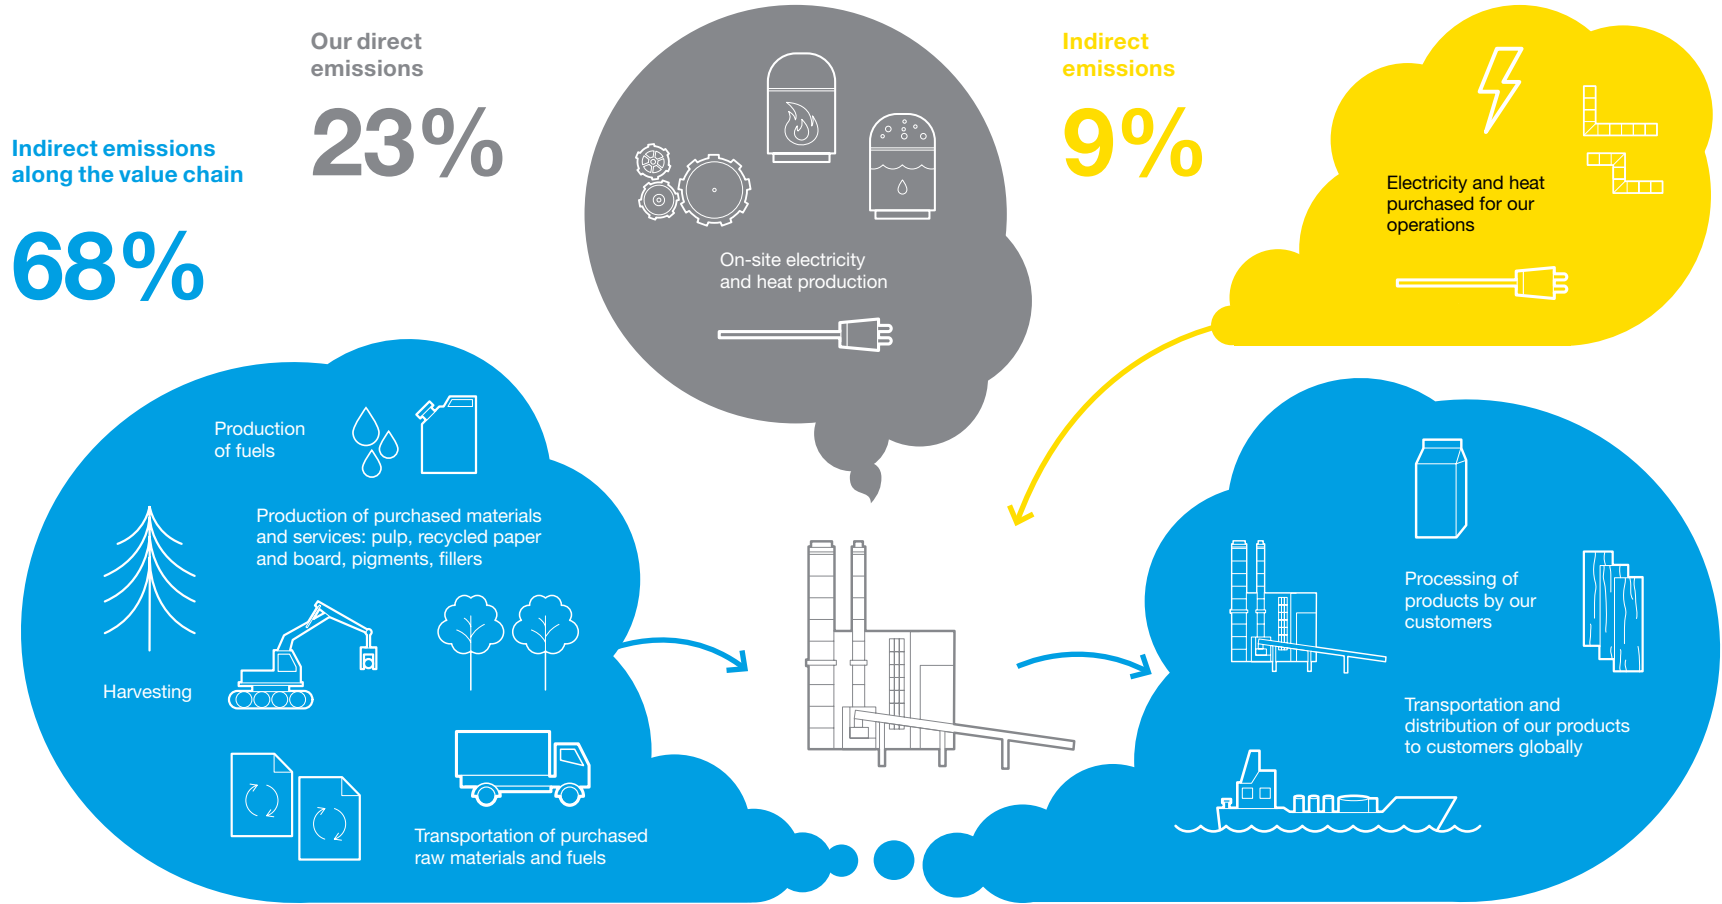 Our direct
emissions
23%
Indirect
emissions
9%
Indirect emissions
along the value chain
68%
Electricity and heat
purchased for our
operations
On-site electricity
and heat production
Production
of fuels
Production of purchased materials
and services: pulp, recycled paper
and board, pigments, fillers
Harvesting
Transportation of purchased
raw materials and fuels
Processing of
products by our
customers
Transportation and
distribution of our products
to customers globally